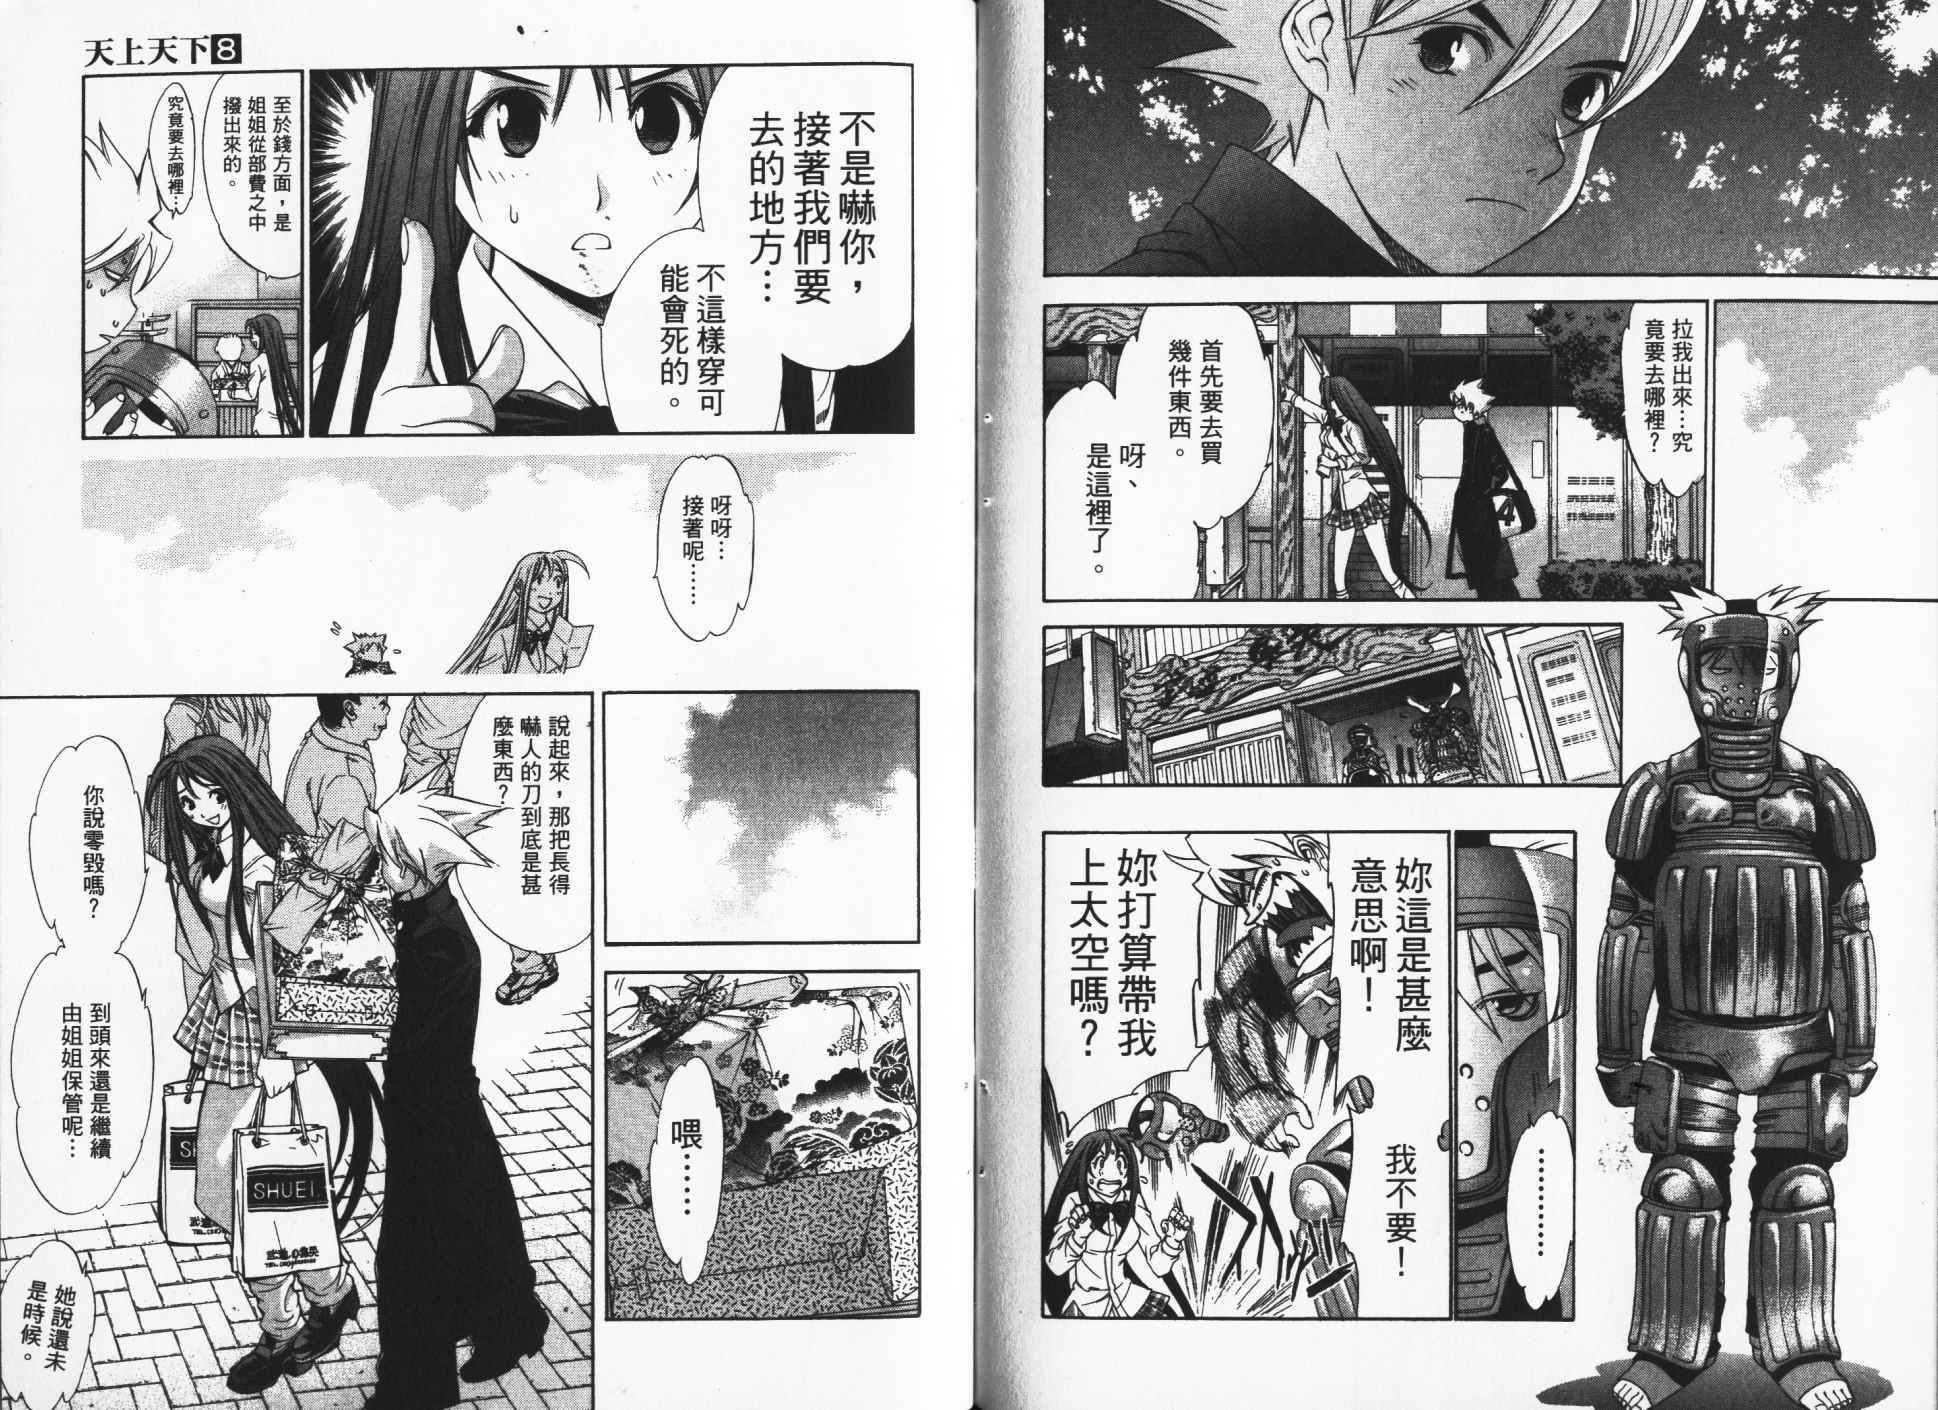 拉我出來…究
竟要去哪裡?
首先要去買
幾件東西。
呀、
是這裡了。
4
………
妳這是甚麼
意思啊!
我不要!
妳打算帶我
上太空嗎?
天上天下8
不是嚇你,
接著我們要
去的地方…
不這樣穿可
能會死的。
至於錢方面,是
姐姐從部費之中
撥出來的。
究竟要去哪裡…
呀呀…
接著呢……
喂……
說起來,那把長得
嚇人的刀到底是甚
麼東西?
你說零毀嗎?
到頭來還是繼續
由姐姐保管呢…
SHUEI
她說還未
是時候。